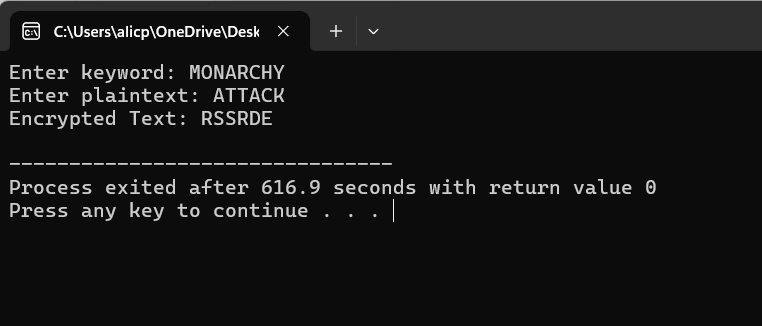 C:\Users\alicp\OneDrive\Desk
Enter keyword: MONARCHY
Enter plaintext: ATTACK
Encrypted Text: RSSRDE
--------------------------------
Process exited after 616.9 seconds with return value 0
Press any key to continue . . .